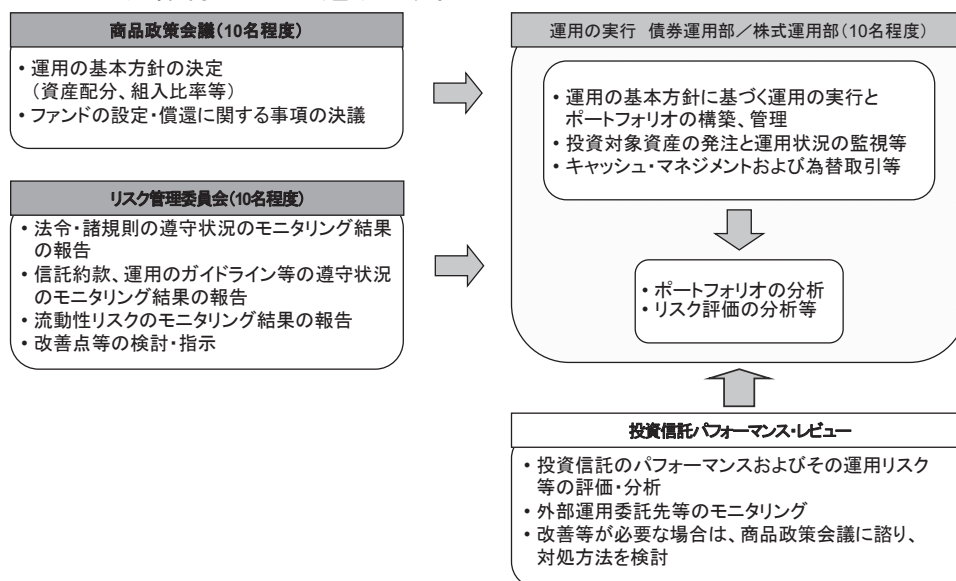 商品政策会議(10名程度)
・運用の基本方針の決定
(資産配分、組入比率等)
・ファンドの設定・償還に関する事項の決議
リスク管理委員会(10名程度)
・法令・諸規則の遵守状況のモニタリング結果
の報告
・信託約款、運用のガイドライン等の遵守状況
のモニタリング結果の報告
・流動性リスクのモニタリング結果の報告
・改善点等の検討・指示
運用の実行 債券運用部/株式運用部(10名程度)
・運用の基本方針に基づく運用の実行と
ポートフォリオの構築、管理
・投資対象資産の発注と運用状況の監視等
・キャッシュ・マネジメントおよび為替取引等
・ポートフォリオの分析
・リスク評価の分析等
投資信託パフォーマンス・レビュー
・投資信託のパフォーマンスおよびその運用リスク
等の評価・分析
・外部運用委託先等のモニタリング
・改善等が必要な場合は、商品政策会議に諮り、
対処方法を検討